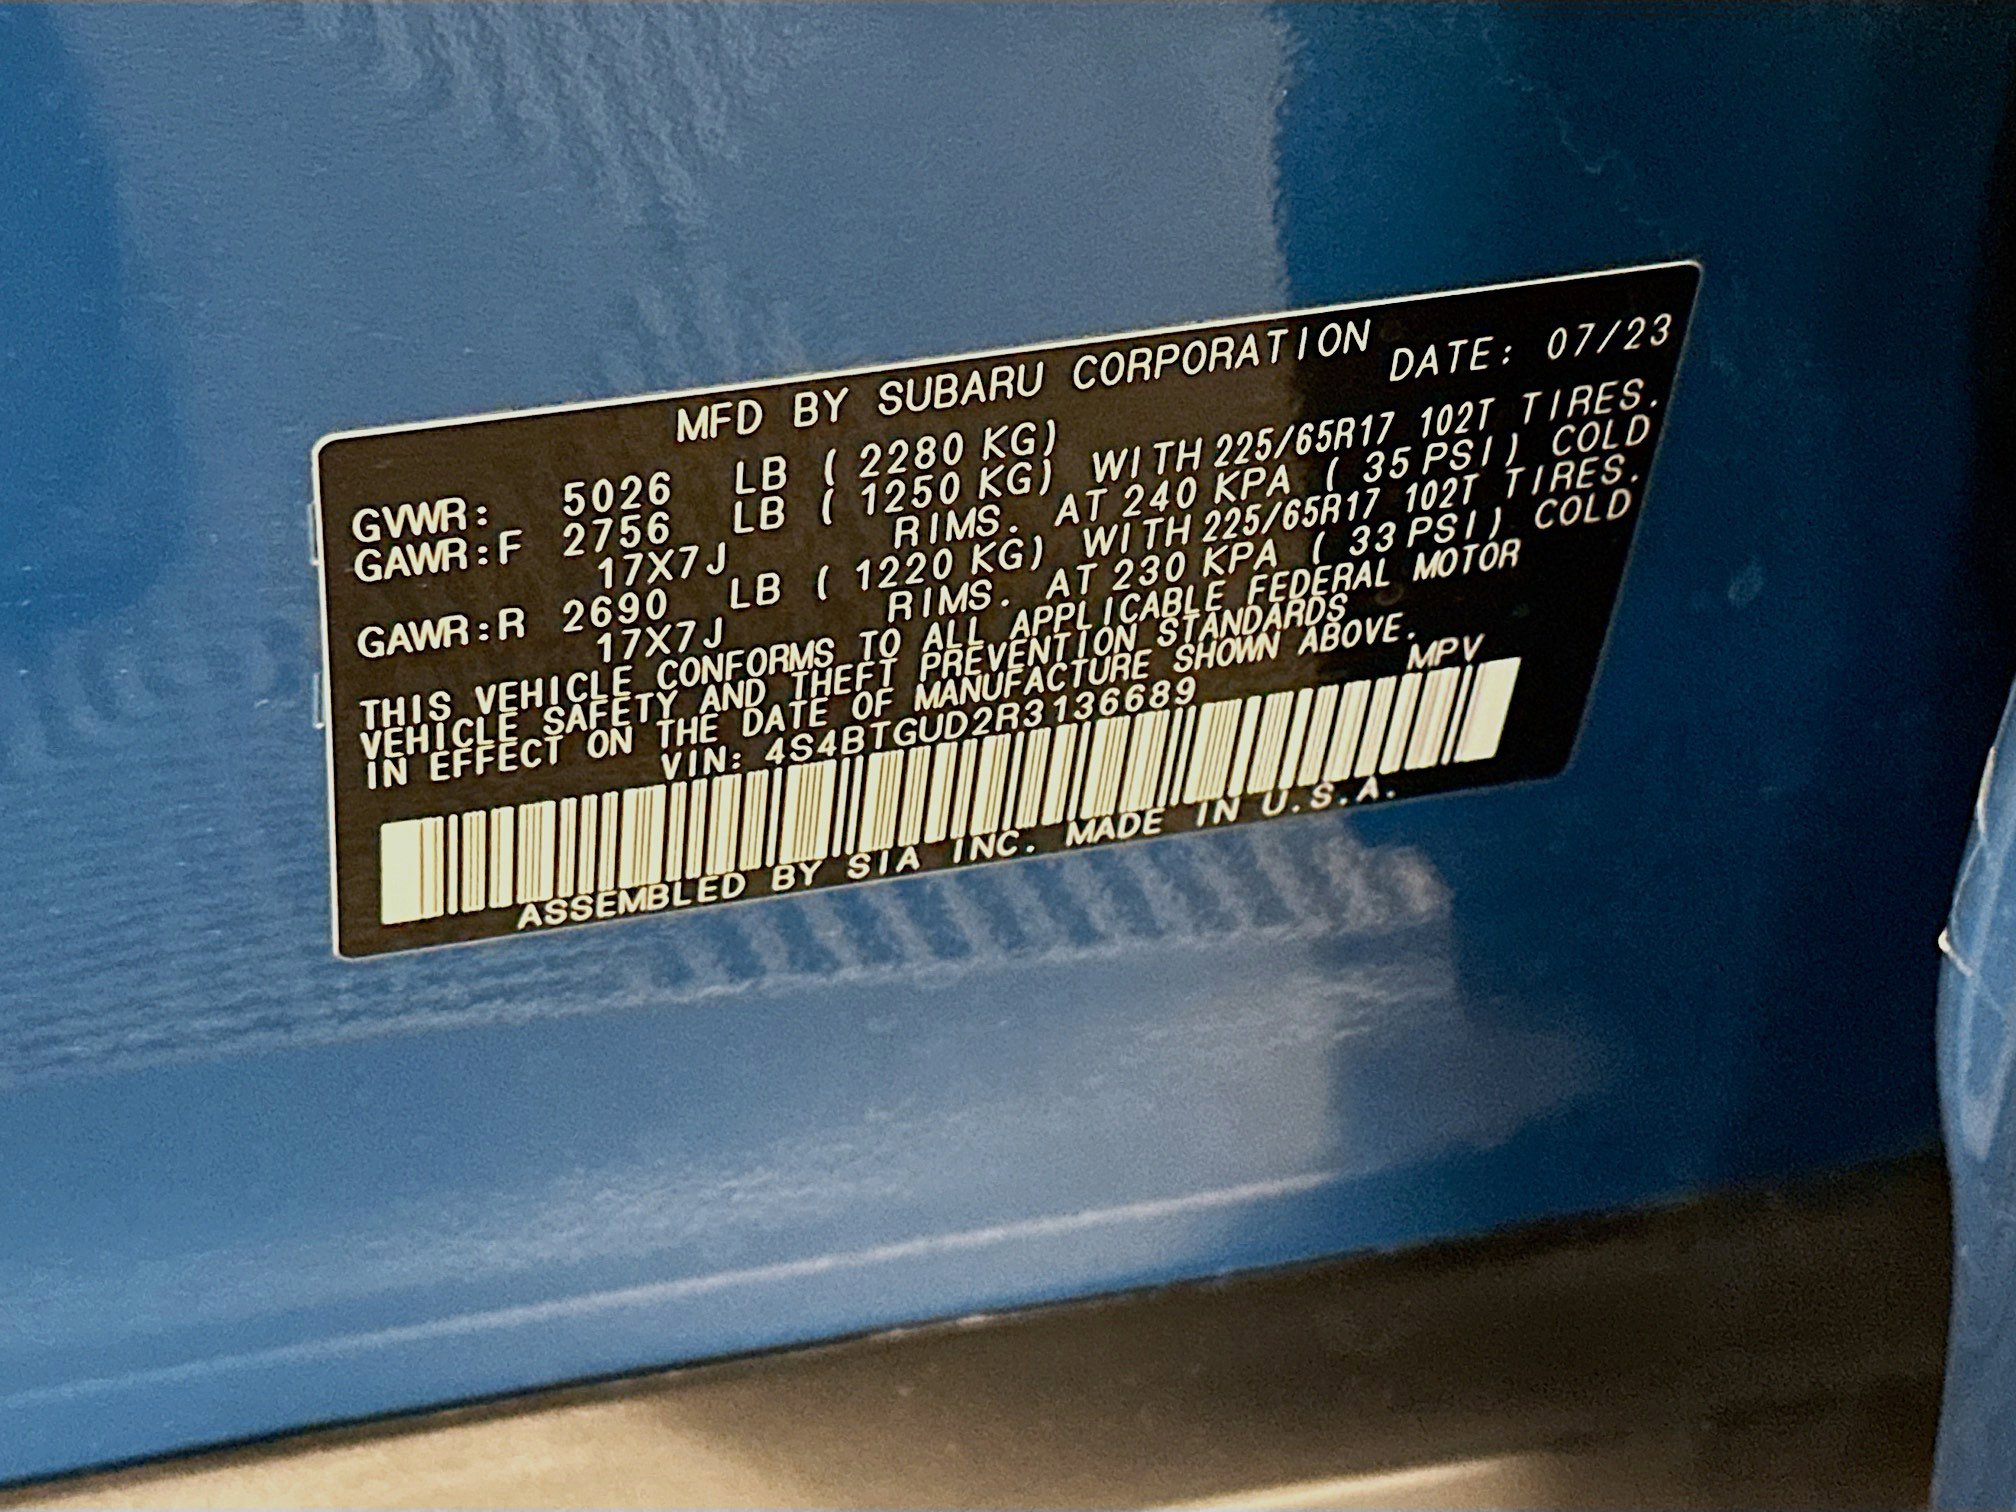 MFD BY SUBARU CORPORATION
DATE: 07/23
GVWR: 5026 LB ( 2280 KG)
GAWR:F 2756 LB ( 1250 KG) WITH 225/65R17 102T TIRES.
17X7J RIMS. AT 240 KPA ( 35 PSI) COLD
GAWR:R 2690 LB ( 1220 KG) WITH 225/65R17 102T TIRES.
17X7J RIMS. AT 230 KPA ( 33 PSI) COLD
THIS VEHICLE CONFORMS TO ALL APPLICABLE FEDERAL MOTOR
VEHICLE SAFETY AND THEFT PREVENTION STANDARDS
IN EFFECT ON THE DATE OF MANUFACTURE SHOWN ABOVE.
VIN: 4S4BTGUD2R3136689 MPV
ASSEMBLED BY SIA INC. MADE IN U.S.A.